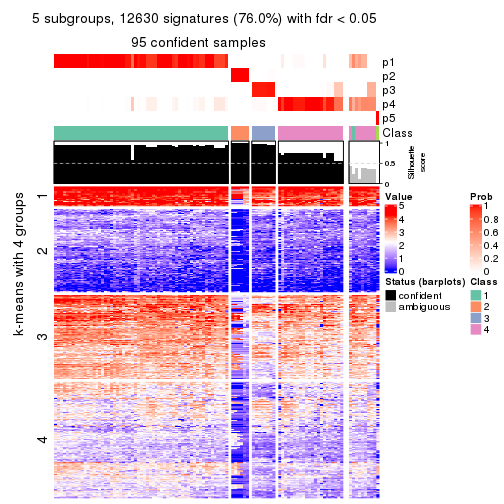 5 subgroups, 12630 signatures (76.0%) with fdr < 0.05
95 confident samples
p1
p2
p3
p4
p5
Class
1
0.5
0
Silhouette
score
k-means with 4 groups
1
2
3
4
Value
5
4
3
2
1
0
Prob
1
0.8
0.6
0.4
0.2
0
Status (barplots)
confident
ambiguous
Class
1
2
3
4